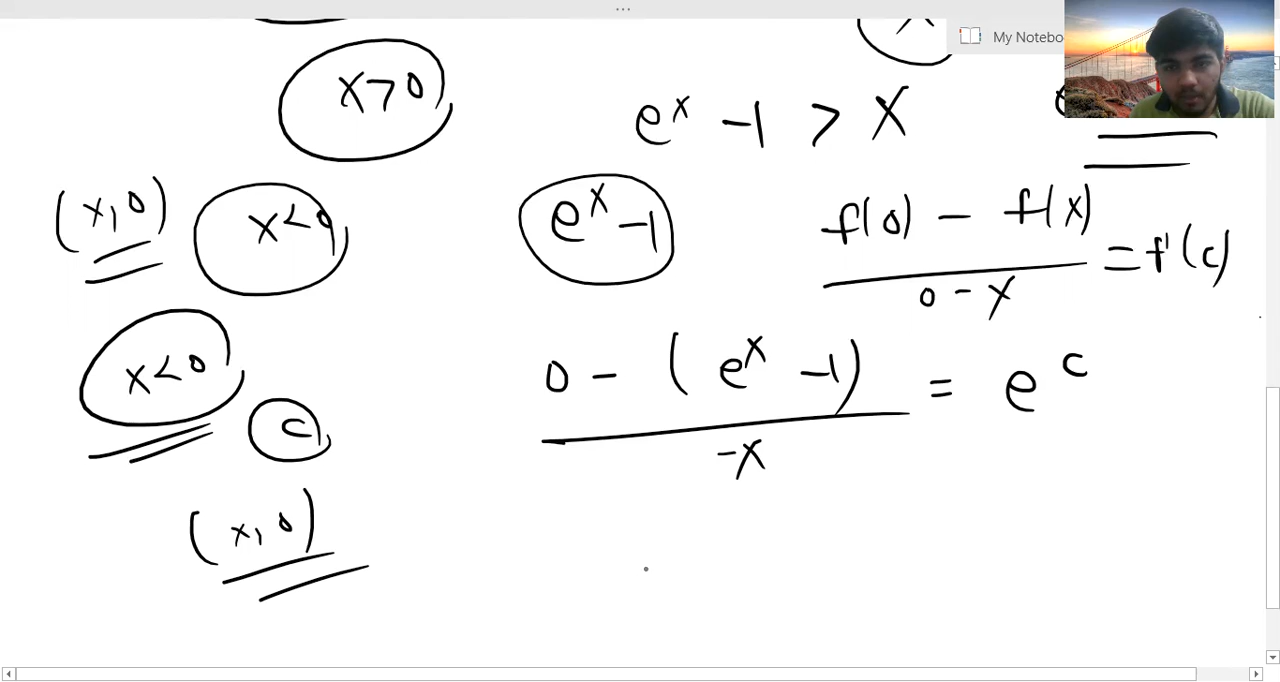 My Notebo
x>0
e^x -1 > x
(x,0) x<0 e^x -1 f(0) - f(x) / 0 - x = f'(c)
x<0 0 - (e^x -1) / -x = e^c
c
(x,0)